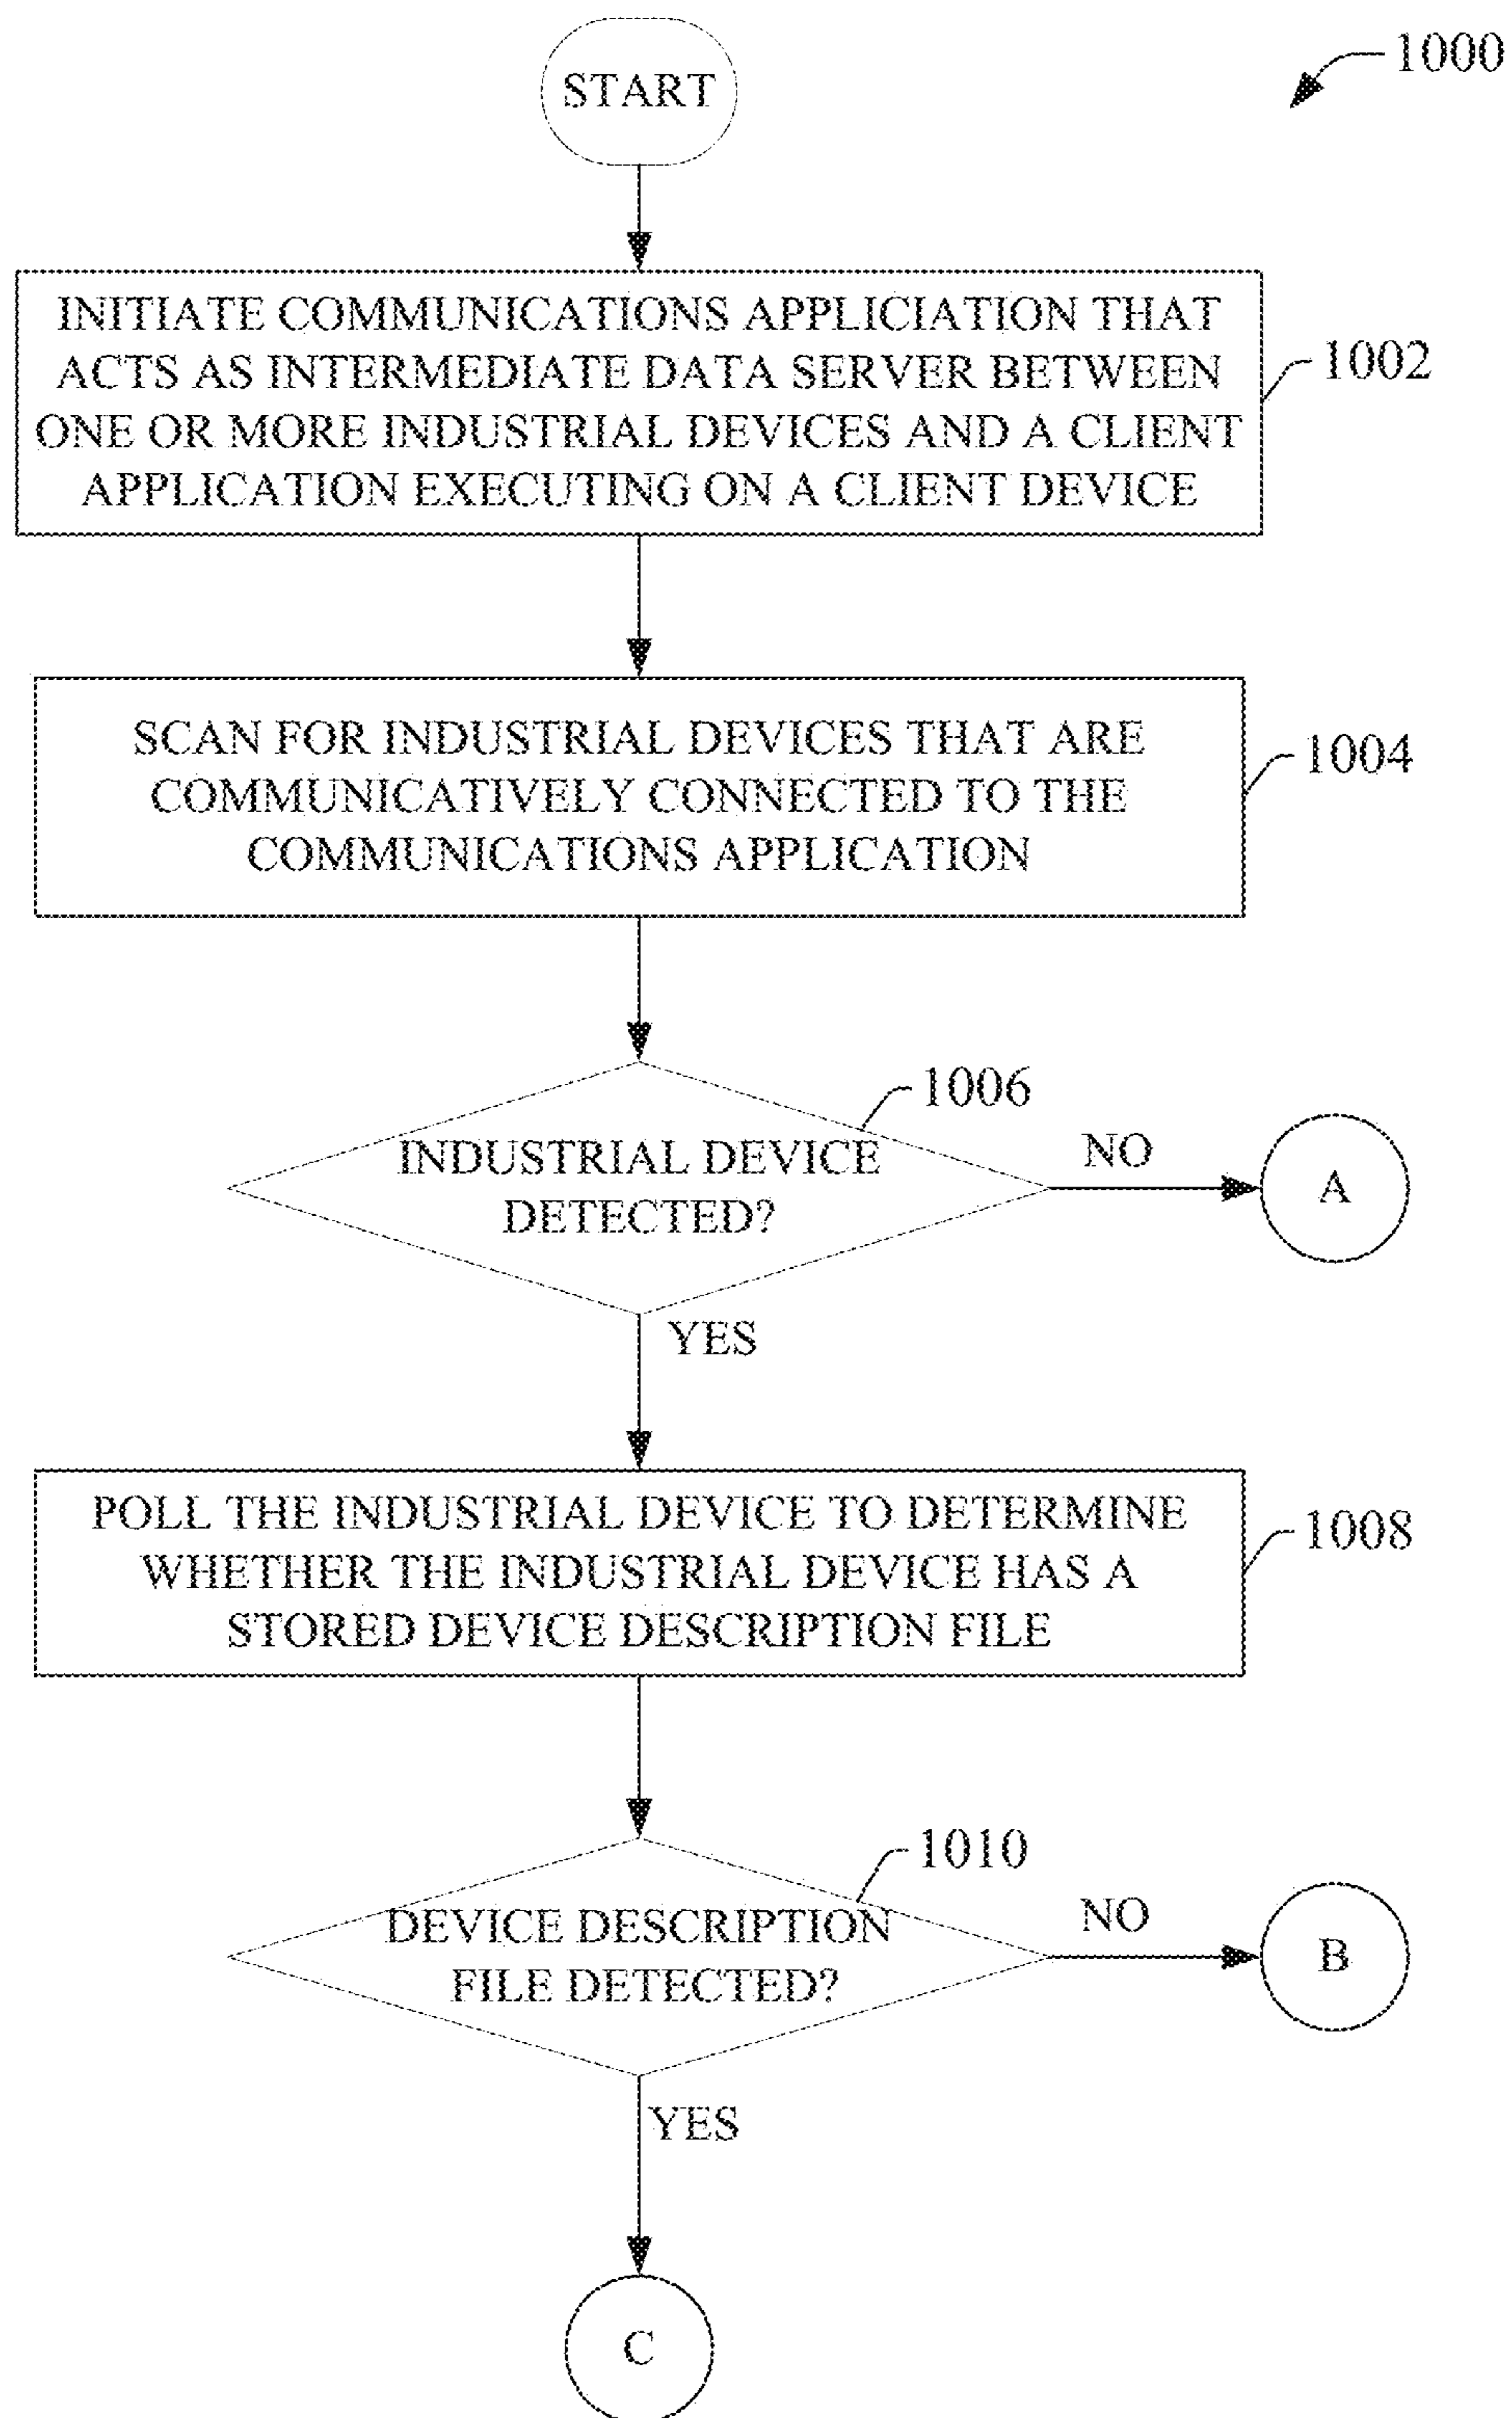 START
1000
INITIATE COMMUNICATIONS APPLICIATION THAT
ACTS AS INTERMEDIATE DATA SERVER BETWEEN
ONE OR MORE INDUSTRIAL DEVICES AND A CLIENT
APPLICATION EXECUTING ON A CLIENT DEVICE
1002
SCAN FOR INDUSTRIAL DEVICES THAT ARE
COMMUNICATIVELY CONNECTED TO THE
COMMUNICATIONS APPLICATION
1004
1006
INDUSTRIAL DEVICE
DETECTED?
NO
A
YES
POLL THE INDUSTRIAL DEVICE TO DETERMINE
WHETHER THE INDUSTRIAL DEVICE HAS A
STORED DEVICE DESCRIPTION FILE
1008
1010
DEVICE DESCRIPTION
FILE DETECTED?
NO
B
YES
C